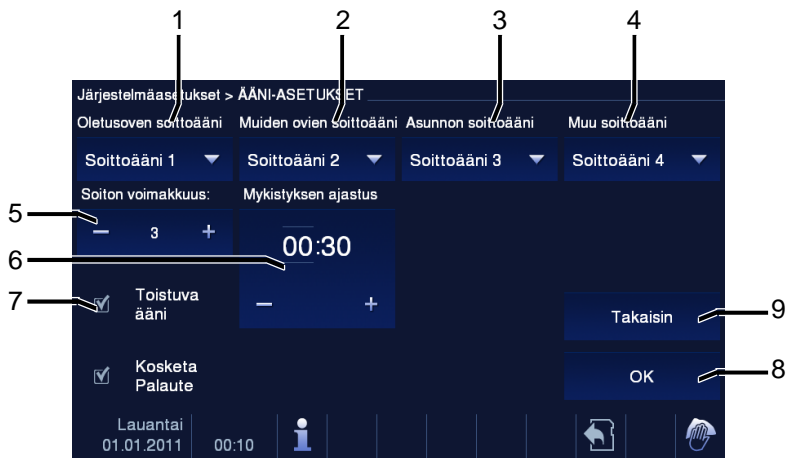 1 2 3 4
Järjestelmäasetukset > ÄÄNI-ASETUKSET
Oletusoven soittoääni Muiden ovien soittoääni Asunnon soittoääni Muu soittoääni
Soittoääni 1 Soittoääni 2 Soittoääni 3 Soittoääni 4
Soiton voimakkuus: Mykistyksen ajastus
5
− 3 +
00:30
6
7
Toistuva
ääni
− +
Takaisin
9
Kosketa
Palaute
OK
8
Lauantai
01.01.2011 00:10